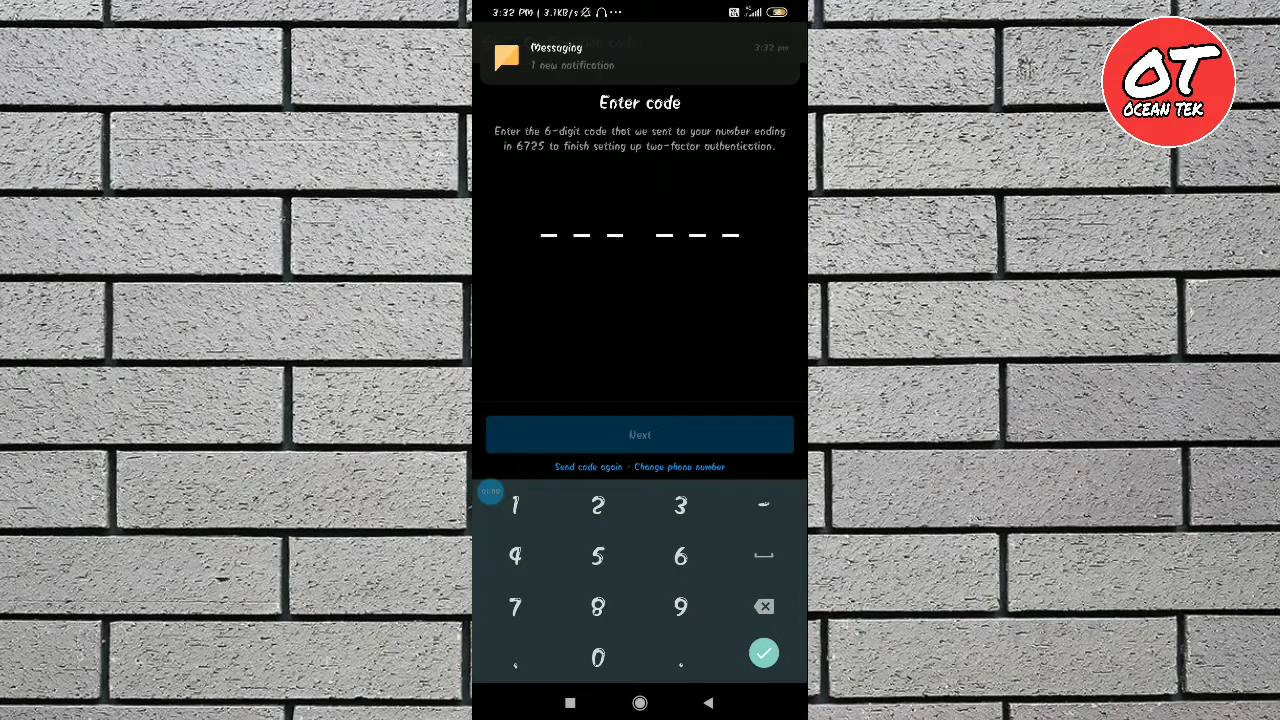 3:32 PM | 3.1KB/s
OT
OCEAN TEK
Messaging
3:32 pm
1 new notification
Enter code
Enter the 6-digit code that we sent to your number ending
in 6725 to finish setting up two-factor authentication.
Next
Send code again · Change phone number
1 2 3 -
4 5 6
7 8 9
, 0 .